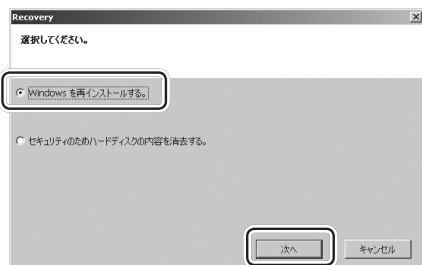 Recovery
選択してください。
Windows を再インストールする。
セキュリティのためハードディスクの内容を消去する。
次へ
キャンセル